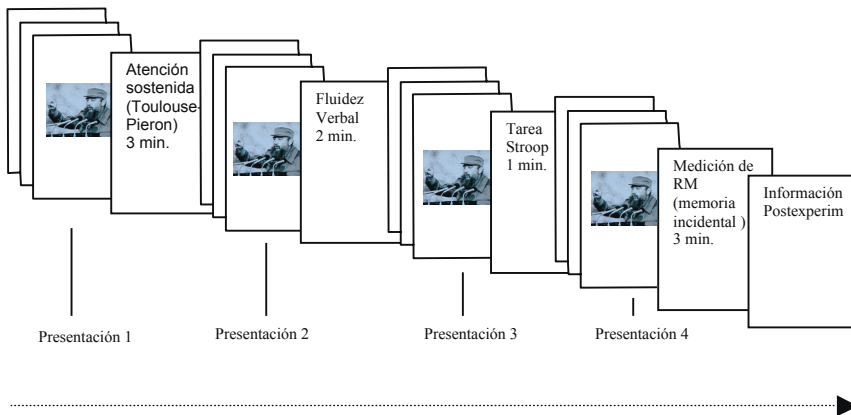 Atención
sostenida
(Toulouse-
Pieron)
3 min.
Fluidez
Verbal
2 min.
Tarea
Stroop
1 min.
Medición de
RM
(memoria
incidental )
3 min.
Información
Postexperim
Presentación 1
Presentación 2
Presentación 3
Presentación 4